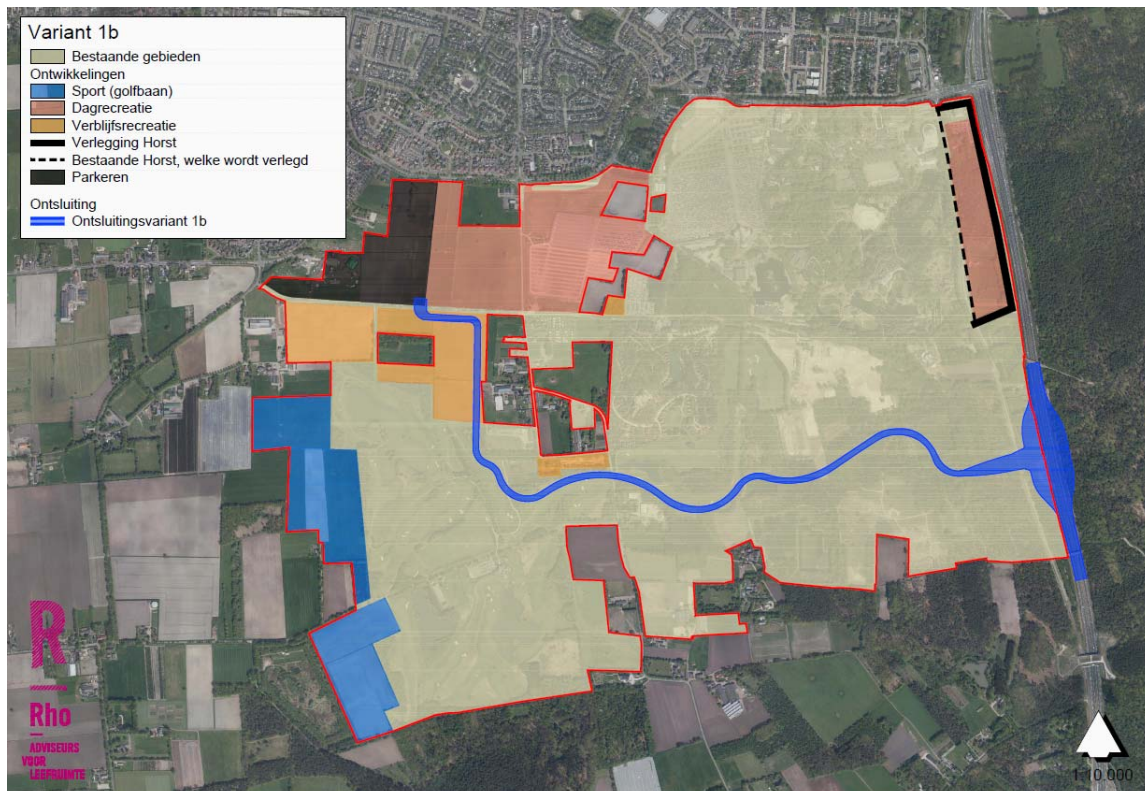 Variant 1b
Bestaande gebieden
Ontwikkelingen
Sport (golfbaan)
Dagrecreatie
Verblijfsrecreatie
Verlegging Horst
Bestaande Horst, welke wordt verlegd
Parkeren
Ontsluiting
Ontsluitingsvariant 1b
R
Rho
ADVISEURS
VOOR
LEEFRUIMTE
1:10.000